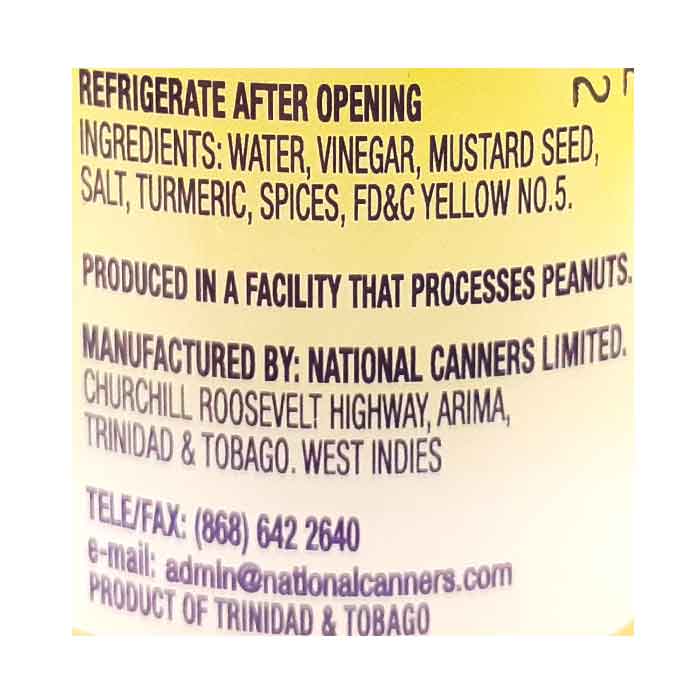 REFRIGERATE AFTER OPENING
INGREDIENTS: WATER, VINEGAR, MUSTARD SEED,
SALT, TURMERIC, SPICES, FD&C YELLOW NO.5.
PRODUCED IN A FACILITY THAT PROCESSES PEANUTS.
MANUFACTURED BY: NATIONAL CANNERS LIMITED.
CHURCHILL ROOSEVELT HIGHWAY, ARIMA,
TRINIDAD & TOBAGO. WEST INDIES
TELE/FAX: (868) 642 2640
e-mail: admin@nationalcanners.com
PRODUCT OF TRINIDAD & TOBAGO